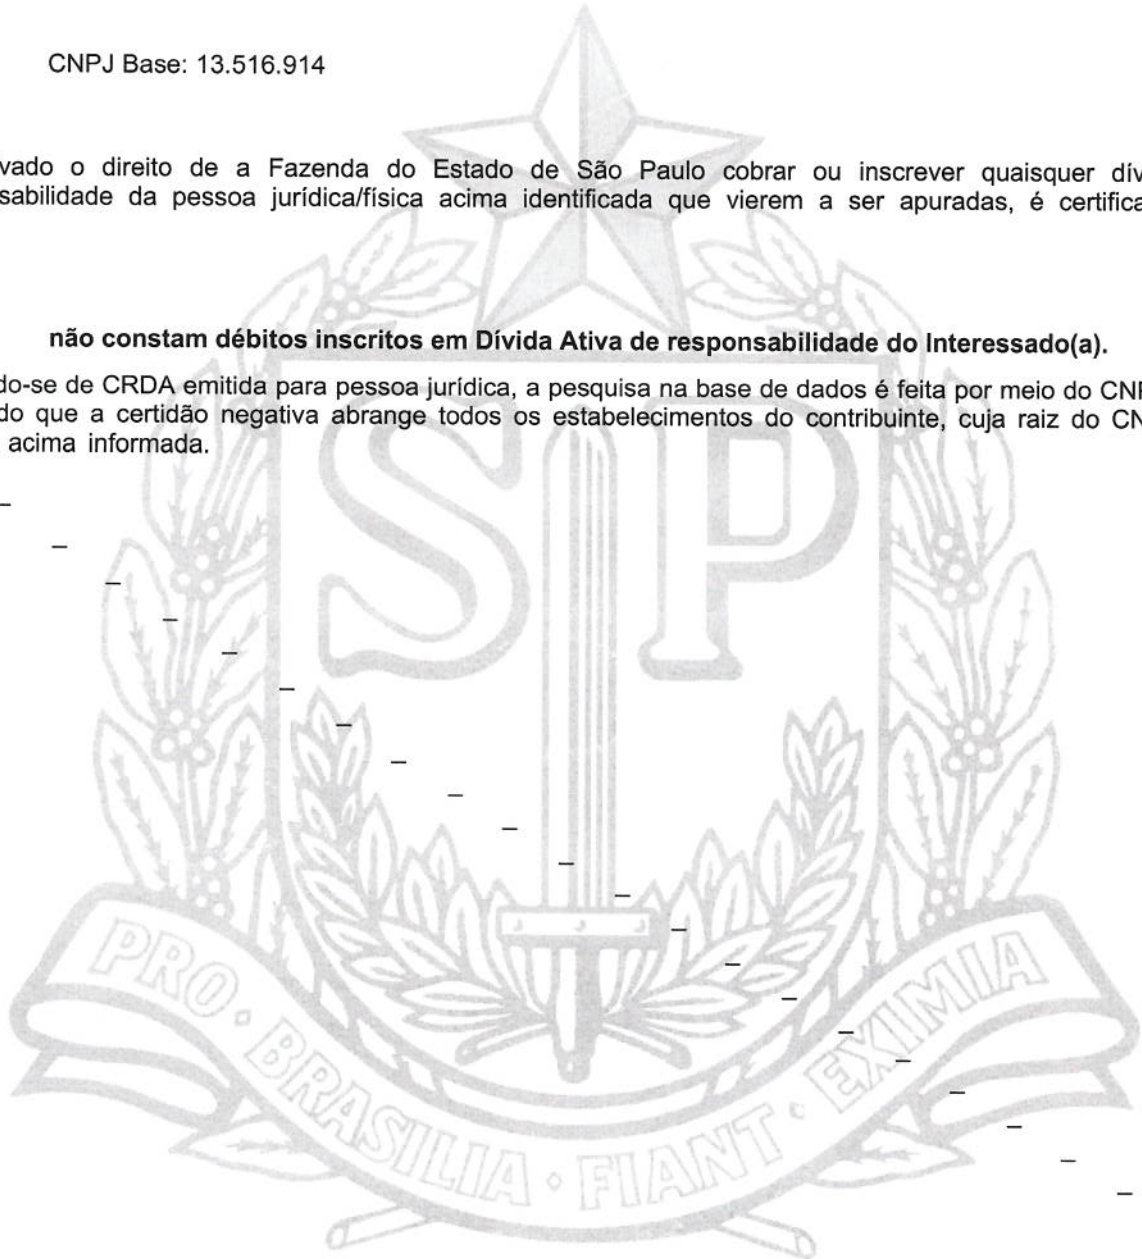 CNPJ Base: 13.516.914
vado o direito de a Fazenda do Estado de São Paulo cobrar ou inscrever quaisquer dív
sabilidade da pessoa jurídica/física acima identificada que vierem a ser apuradas, é certifica
não constam débitos inscritos em Dívida Ativa de responsabilidade do Interessado(a).
do-se de CRDA emitida para pessoa jurídica, a pesquisa na base de dados é feita por meio do CNP
do que a certidão negativa abrange todos os estabelecimentos do contribuinte, cuja raiz do CN
acima informada.
SP
PRO • BRASILIA • FIANT • EXIMIA